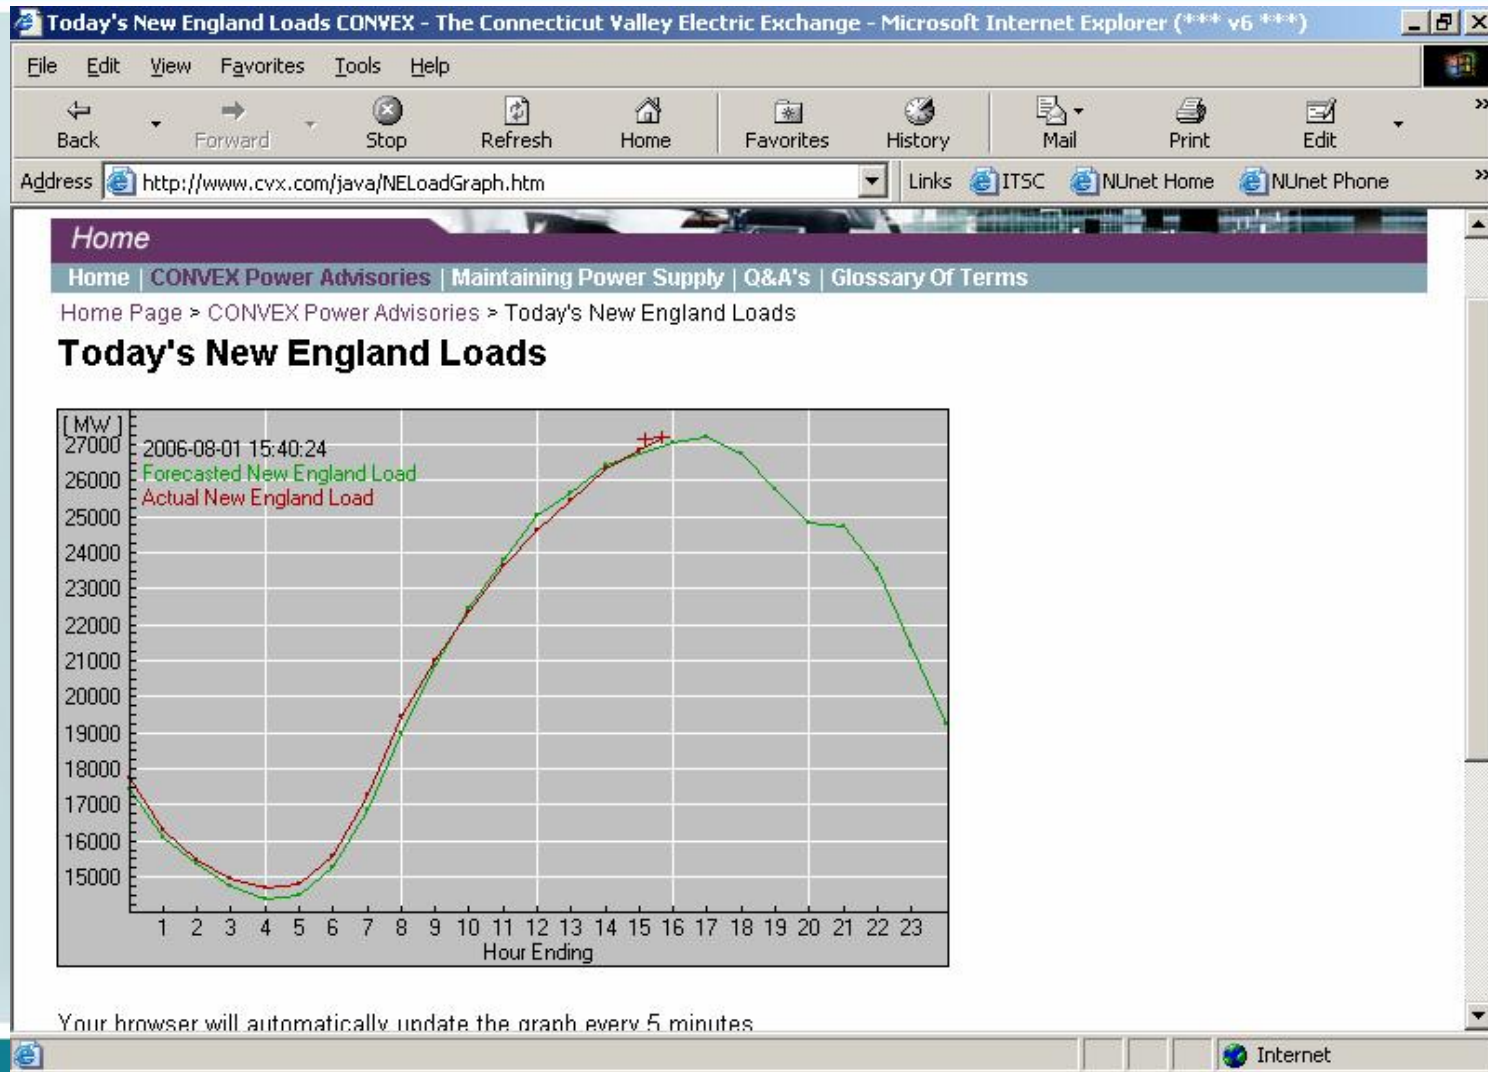 Today's New England Loads CONVEX - The Connecticut Valley Electric Exchange - Microsoft Internet Explorer (*** v6 ***)
File Edit View Favorites Tools Help
Back Forward Stop Refresh Home Favorites History Mail Print Edit
Address http://www.cvx.com/java/NELoadGraph.htm Links ITSC NUnet Home NUnet Phone
Home
Home | CONVEX Power Advisories | Maintaining Power Supply | Q&A's | Glossary Of Terms
Home Page > CONVEX Power Advisories > Today's New England Loads
Today's New England Loads
[MW]
27000
2006-08-01 15:40:24
Forecasted New England Load
26000
Actual New England Load
25000
24000
23000
22000
21000
20000
19000
18000
17000
16000
15000
1 2 3 4 5 6 7 8 9 10 11 12 13 14 15 16 17 18 19 20 21 22 23
Hour Ending
Your browser will automatically update the graph every 5 minutes
Internet